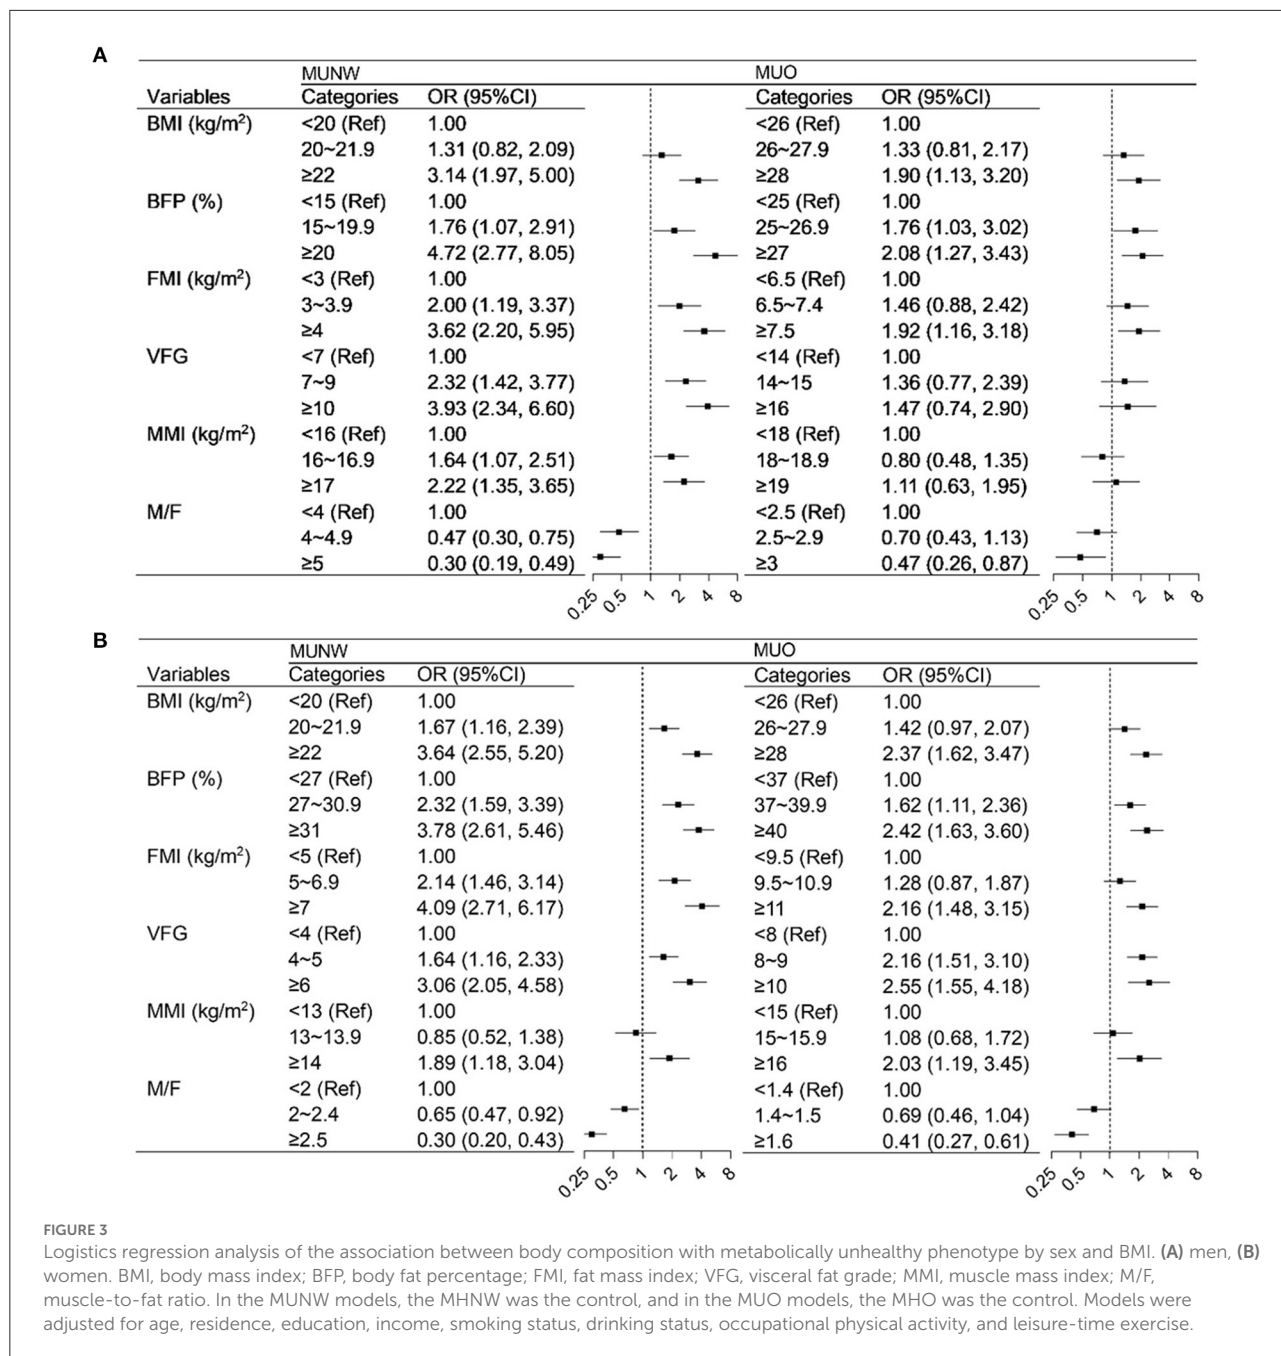 A
MUNW MUO
Variables Categories OR (95%CI) Categories OR (95%CI)
BMI (kg/m²) <20 (Ref) 1.00 <26 (Ref) 1.00
20~21.9 1.31 (0.82, 2.09) 26~27.9 1.33 (0.81, 2.17)
≥22 3.14 (1.97, 5.00) ≥28 1.90 (1.13, 3.20)
BFP (%) <15 (Ref) 1.00 <25 (Ref) 1.00
15~19.9 1.76 (1.07, 2.91) 25~26.9 1.76 (1.03, 3.02)
≥20 4.72 (2.77, 8.05) ≥27 2.08 (1.27, 3.43)
FMI (kg/m²) <3 (Ref) 1.00 <6.5 (Ref) 1.00
3~3.9 2.00 (1.19, 3.37) 6.5~7.4 1.46 (0.88, 2.42)
≥4 3.62 (2.20, 5.95) ≥7.5 1.92 (1.16, 3.18)
VFG <7 (Ref) 1.00 <14 (Ref) 1.00
7~9 2.32 (1.42, 3.77) 14~15 1.36 (0.77, 2.39)
≥10 3.93 (2.34, 6.60) ≥16 1.47 (0.74, 2.90)
MMI (kg/m²) <16 (Ref) 1.00 <18 (Ref) 1.00
16~16.9 1.64 (1.07, 2.51) 18~18.9 0.80 (0.48, 1.35)
≥17 2.22 (1.35, 3.65) ≥19 1.11 (0.63, 1.95)
M/F <4 (Ref) 1.00 <2.5 (Ref) 1.00
4~4.9 0.47 (0.30, 0.75) 2.5~2.9 0.70 (0.43, 1.13)
≥5 0.30 (0.19, 0.49) ≥3 0.47 (0.26, 0.87)
0.25 0.5 1 2 4 8 0.25 0.5 1 2 4 8
B
MUNW MUO
Variables Categories OR (95%CI) Categories OR (95%CI)
BMI (kg/m²) <20 (Ref) 1.00 <26 (Ref) 1.00
20~21.9 1.67 (1.16, 2.39) 26~27.9 1.42 (0.97, 2.07)
≥22 3.64 (2.55, 5.20) ≥28 2.37 (1.62, 3.47)
BFP (%) <27 (Ref) 1.00 <37 (Ref) 1.00
27~30.9 2.32 (1.59, 3.39) 37~39.9 1.62 (1.11, 2.36)
≥31 3.78 (2.61, 5.46) ≥40 2.42 (1.63, 3.60)
FMI (kg/m²) <5 (Ref) 1.00 <9.5 (Ref) 1.00
5~6.9 2.14 (1.46, 3.14) 9.5~10.9 1.28 (0.87, 1.87)
≥7 4.09 (2.71, 6.17) ≥11 2.16 (1.48, 3.15)
VFG <4 (Ref) 1.00 <8 (Ref) 1.00
4~5 1.64 (1.16, 2.33) 8~9 2.16 (1.51, 3.10)
≥6 3.06 (2.05, 4.58) ≥10 2.55 (1.55, 4.18)
MMI (kg/m²) <13 (Ref) 1.00 <15 (Ref) 1.00
13~13.9 0.85 (0.52, 1.38) 15~15.9 1.08 (0.68, 1.72)
≥14 1.89 (1.18, 3.04) ≥16 2.03 (1.19, 3.45)
M/F <2 (Ref) 1.00 <1.4 (Ref) 1.00
2~2.4 0.65 (0.47, 0.92) 1.4~1.5 0.69 (0.46, 1.04)
≥2.5 0.30 (0.20, 0.43) ≥1.6 0.41 (0.27, 0.61)
0.25 0.5 1 2 4 8 0.25 0.5 1 2 4 8
FIGURE 3
Logistics regression analysis of the association between body composition with metabolically unhealthy phenotype by sex and BMI. (A) men, (B)
women. BMI, body mass index; BFP, body fat percentage; FMI, fat mass index; VFG, visceral fat grade; MMI, muscle mass index; M/F,
muscle-to-fat ratio. In the MUNW models, the MHNW was the control, and in the MUO models, the MHO was the control. Models were
adjusted for age, residence, education, income, smoking status, drinking status, occupational physical activity, and leisure-time exercise.